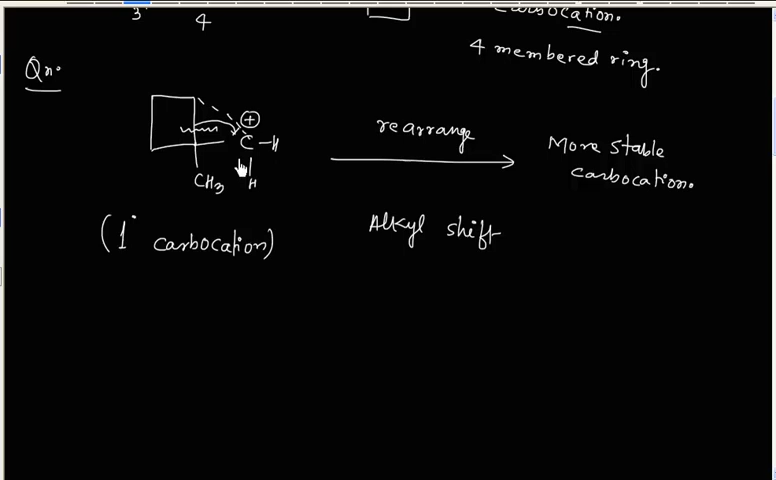 3 4
carbocation.
4 membered ring.
Qn:
+
C-H
CH3 H
rearrange
More stable
carbocation.
(1° carbocation)
Alkyl shift